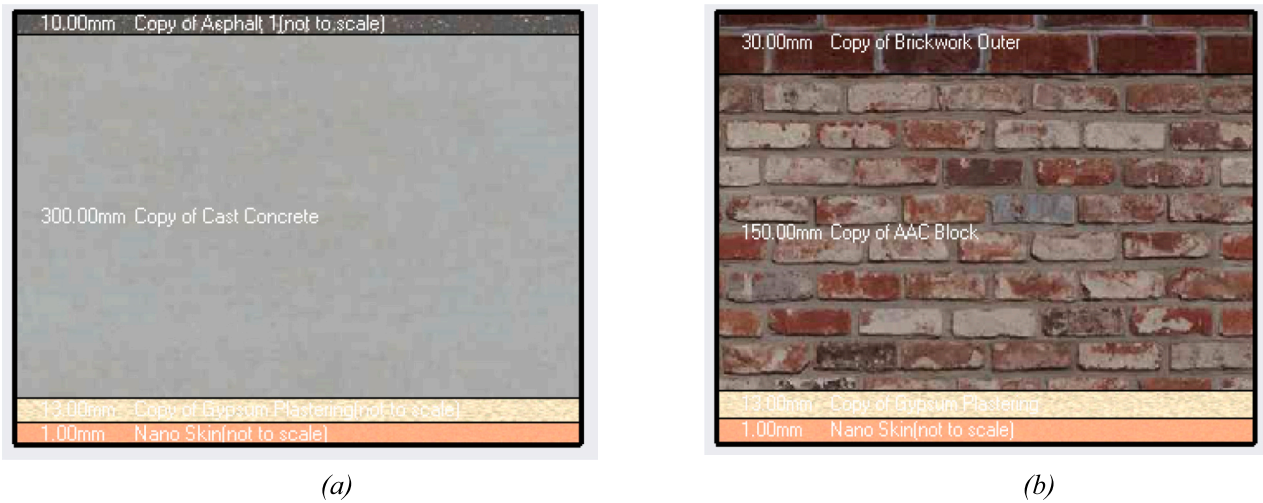 10.00mm Copy of Asphalt 1(not to scale)
300.00mm Copy of Cast Concrete
13.00mm Copy of Gypsum Plastering(not to scale)
1.00mm Nano Skin(not to scale)
(a)
30.00mm Copy of Brickwork Outer
150.00mm Copy of AAC Block
13.00mm Copy of Gypsum Plastering
1.00mm Nano Skin(not to scale)
(b)